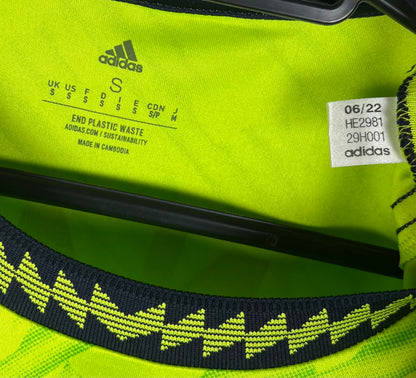 adidas
S
UK US F D I E CDN J
S S S S S S S/P M
END PLASTIC WASTE
ADIDAS.COM / SUSTAINABILITY
MADE IN CAMBODIA
06/22
HE2981
29H001
adidas